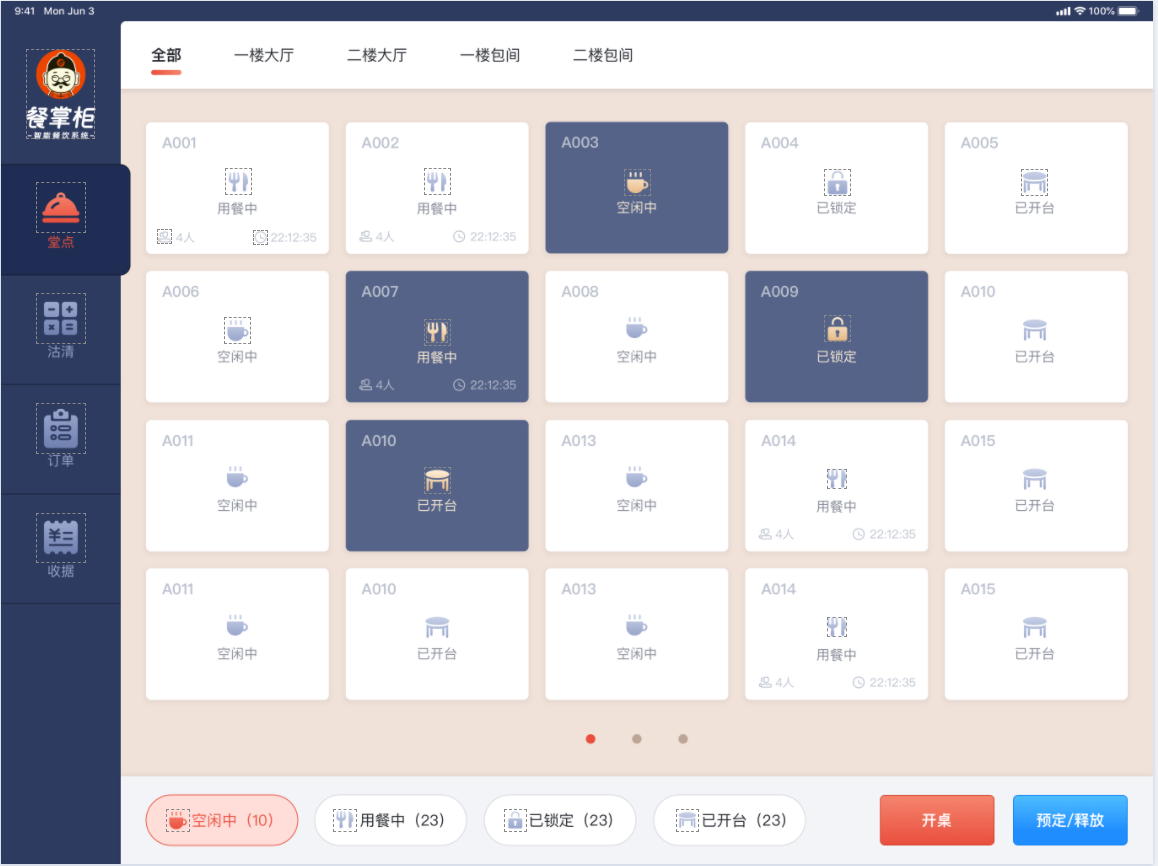 9:41 Mon Jun 3
100%
餐掌柜
-智能餐饮系统-
堂点
沽清
订单
收据
全部 一楼大厅 二楼大厅 一楼包间 二楼包间
A001
用餐中
4人 22:12:35
A002
用餐中
4人 22:12:35
A003
空闲中
A004
已锁定
A005
已开台
A006
空闲中
A007
用餐中
4人 22:12:35
A008
空闲中
A009
已锁定
A010
已开台
A011
空闲中
A010
已开台
A013
空闲中
A014
用餐中
4人 22:12:35
A015
已开台
A011
空闲中
A010
已开台
A013
空闲中
A014
用餐中
4人 22:12:35
A015
已开台
空闲中（10）
用餐中（23）
已锁定（23）
已开台（23）
开桌
预定/释放